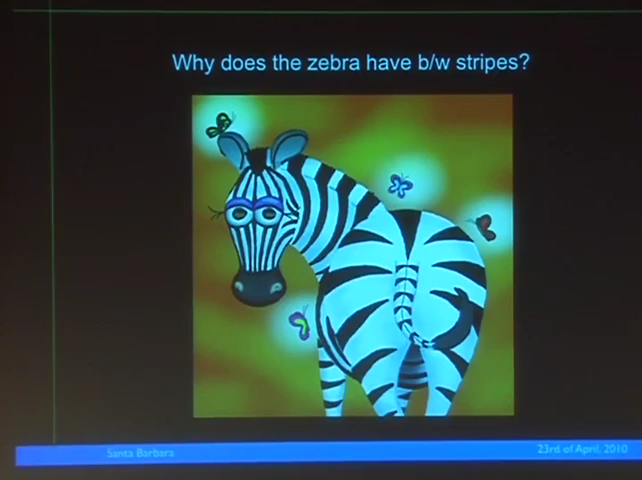 Why does the zebra have b/w stripes?
Santa Barbara
23rd of April, 2010